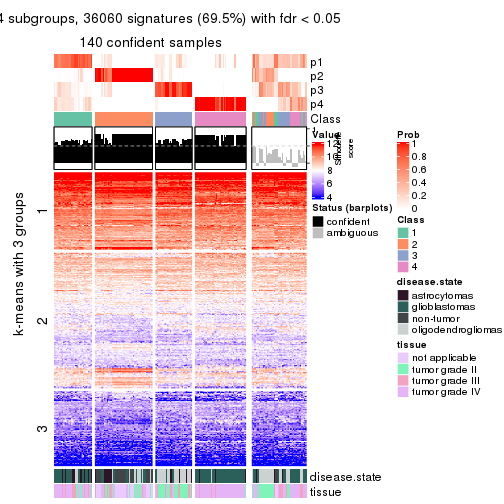 4 subgroups, 36060 signatures (69.5%) with fdr < 0.05
140 confident samples
p1
p2
p3
p4
Class
1
Silhouette
score
k-means with 3 groups
1
2
3
disease.state
tissue
Value
12
10
8
6
4
Status (barplots)
confident
ambiguous
Prob
1
0.8
0.6
0.4
0.2
0
Class
1
2
3
4
disease.state
astrocytomas
glioblastomas
non-tumor
oligodendrogliomas
tissue
not applicable
tumor grade II
tumor grade III
tumor grade IV